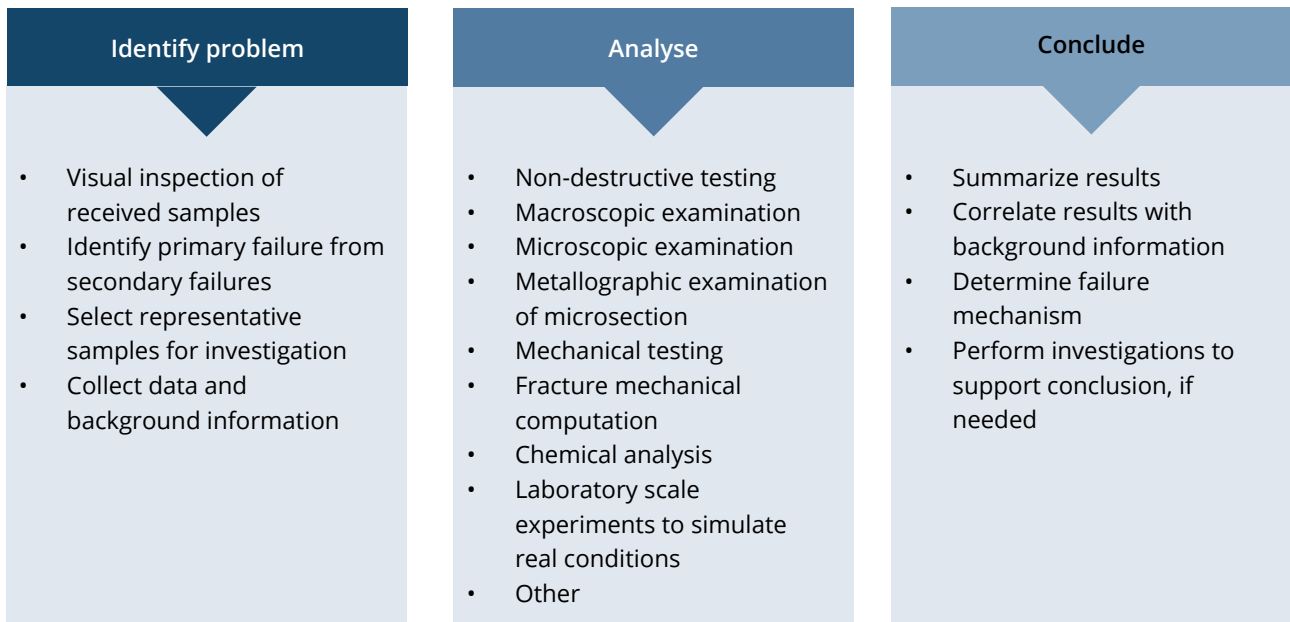 Identify problem
• Visual inspection of
received samples
• Identify primary failure from
secondary failures
• Select representative
samples for investigation
• Collect data and
background information
Analyse
• Non-destructive testing
• Macroscopic examination
• Microscopic examination
• Metallographic examination
of microsection
• Mechanical testing
• Fracture mechanical
computation
• Chemical analysis
• Laboratory scale
experiments to simulate
real conditions
• Other
Conclude
• Summarize results
• Correlate results with
background information
• Determine failure
mechanism
• Perform investigations to
support conclusion, if
needed